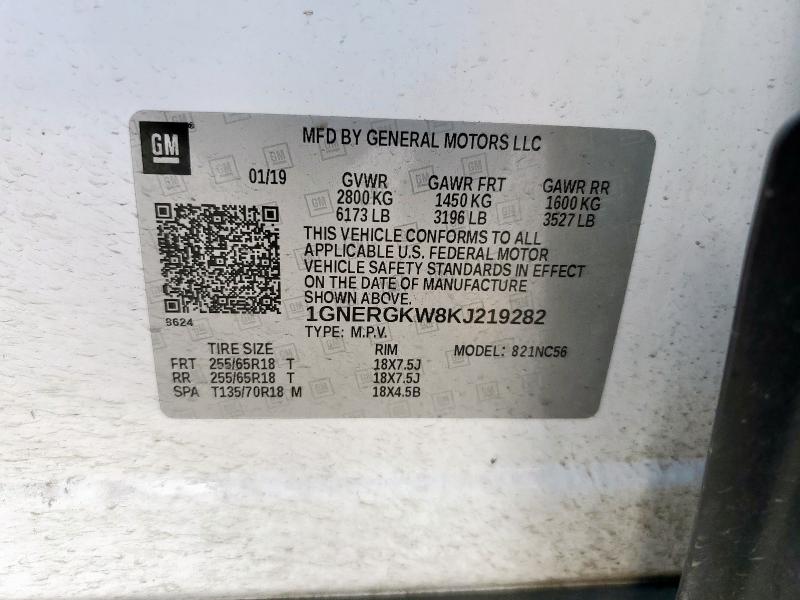 GM
MFD BY GENERAL MOTORS LLC
01/19 GVWR GAWR FRT GAWR RR
2800 KG 1450 KG 1600 KG
6173 LB 3196 LB 3527 LB
THIS VEHICLE CONFORMS TO ALL
APPLICABLE U.S. FEDERAL MOTOR
VEHICLE SAFETY STANDARDS IN EFFECT
ON THE DATE OF MANUFACTURE
SHOWN ABOVE.
S624
1GNERGKW8KJ219282
TYPE: M.P.V.
TIRE SIZE RIM MODEL: 821NC56
FRT 255/65R18 T 18X7.5J
RR 255/65R18 T 18X7.5J
SPA T135/70R18 M 18X4.5B